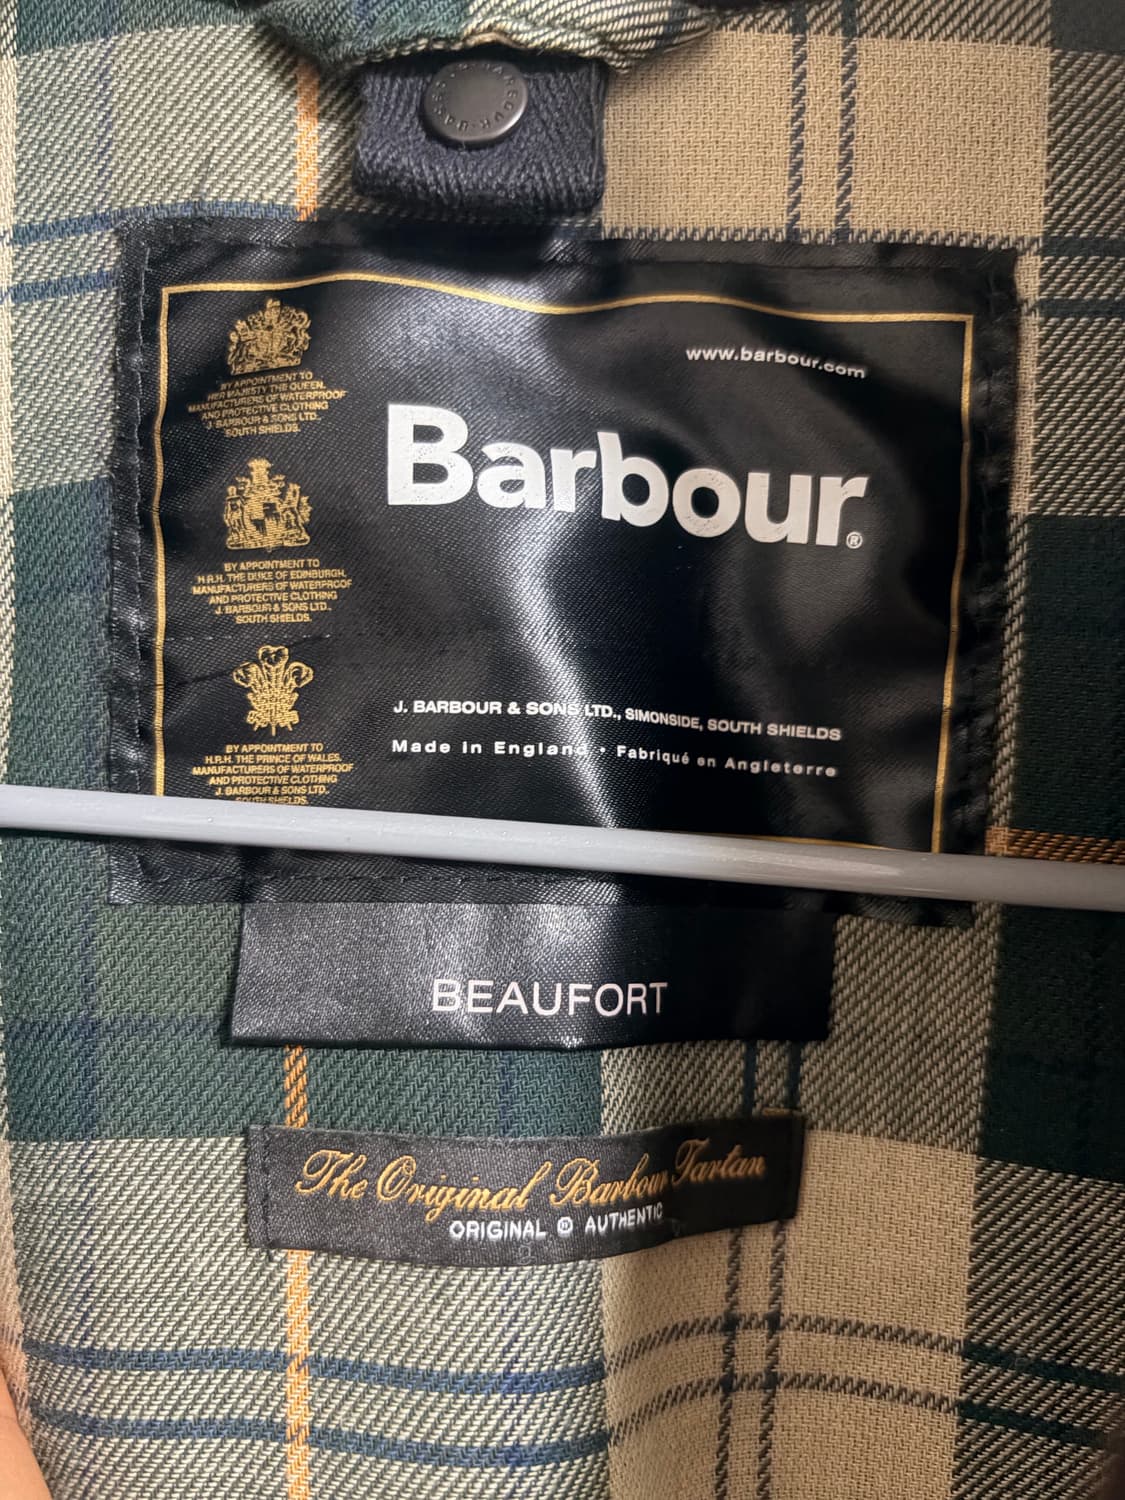 www.barbour.com
Barbour®
BY APPOINTMENT TO
HER MAJESTY THE QUEEN,
MANUFACTURERS OF WATERPROOF
AND PROTECTIVE CLOTHING
J. BARBOUR & SONS LTD.,
SOUTH SHIELDS.
BY APPOINTMENT TO
H.R.H. THE DUKE OF EDINBURGH,
MANUFACTURERS OF WATERPROOF
AND PROTECTIVE CLOTHING
J. BARBOUR & SONS LTD.,
SOUTH SHIELDS.
BY APPOINTMENT TO
H.R.H. THE PRINCE OF WALES,
MANUFACTURERS OF WATERPROOF
AND PROTECTIVE CLOTHING
J. BARBOUR & SONS LTD.
SOUTH SHIELDS.
J. BARBOUR & SONS LTD., SIMONSIDE, SOUTH SHIELDS
Made in England • Fabriqué en Angleterre
BEAUFORT
The Original Barbour Tartan
ORIGINAL ® AUTHENTIC